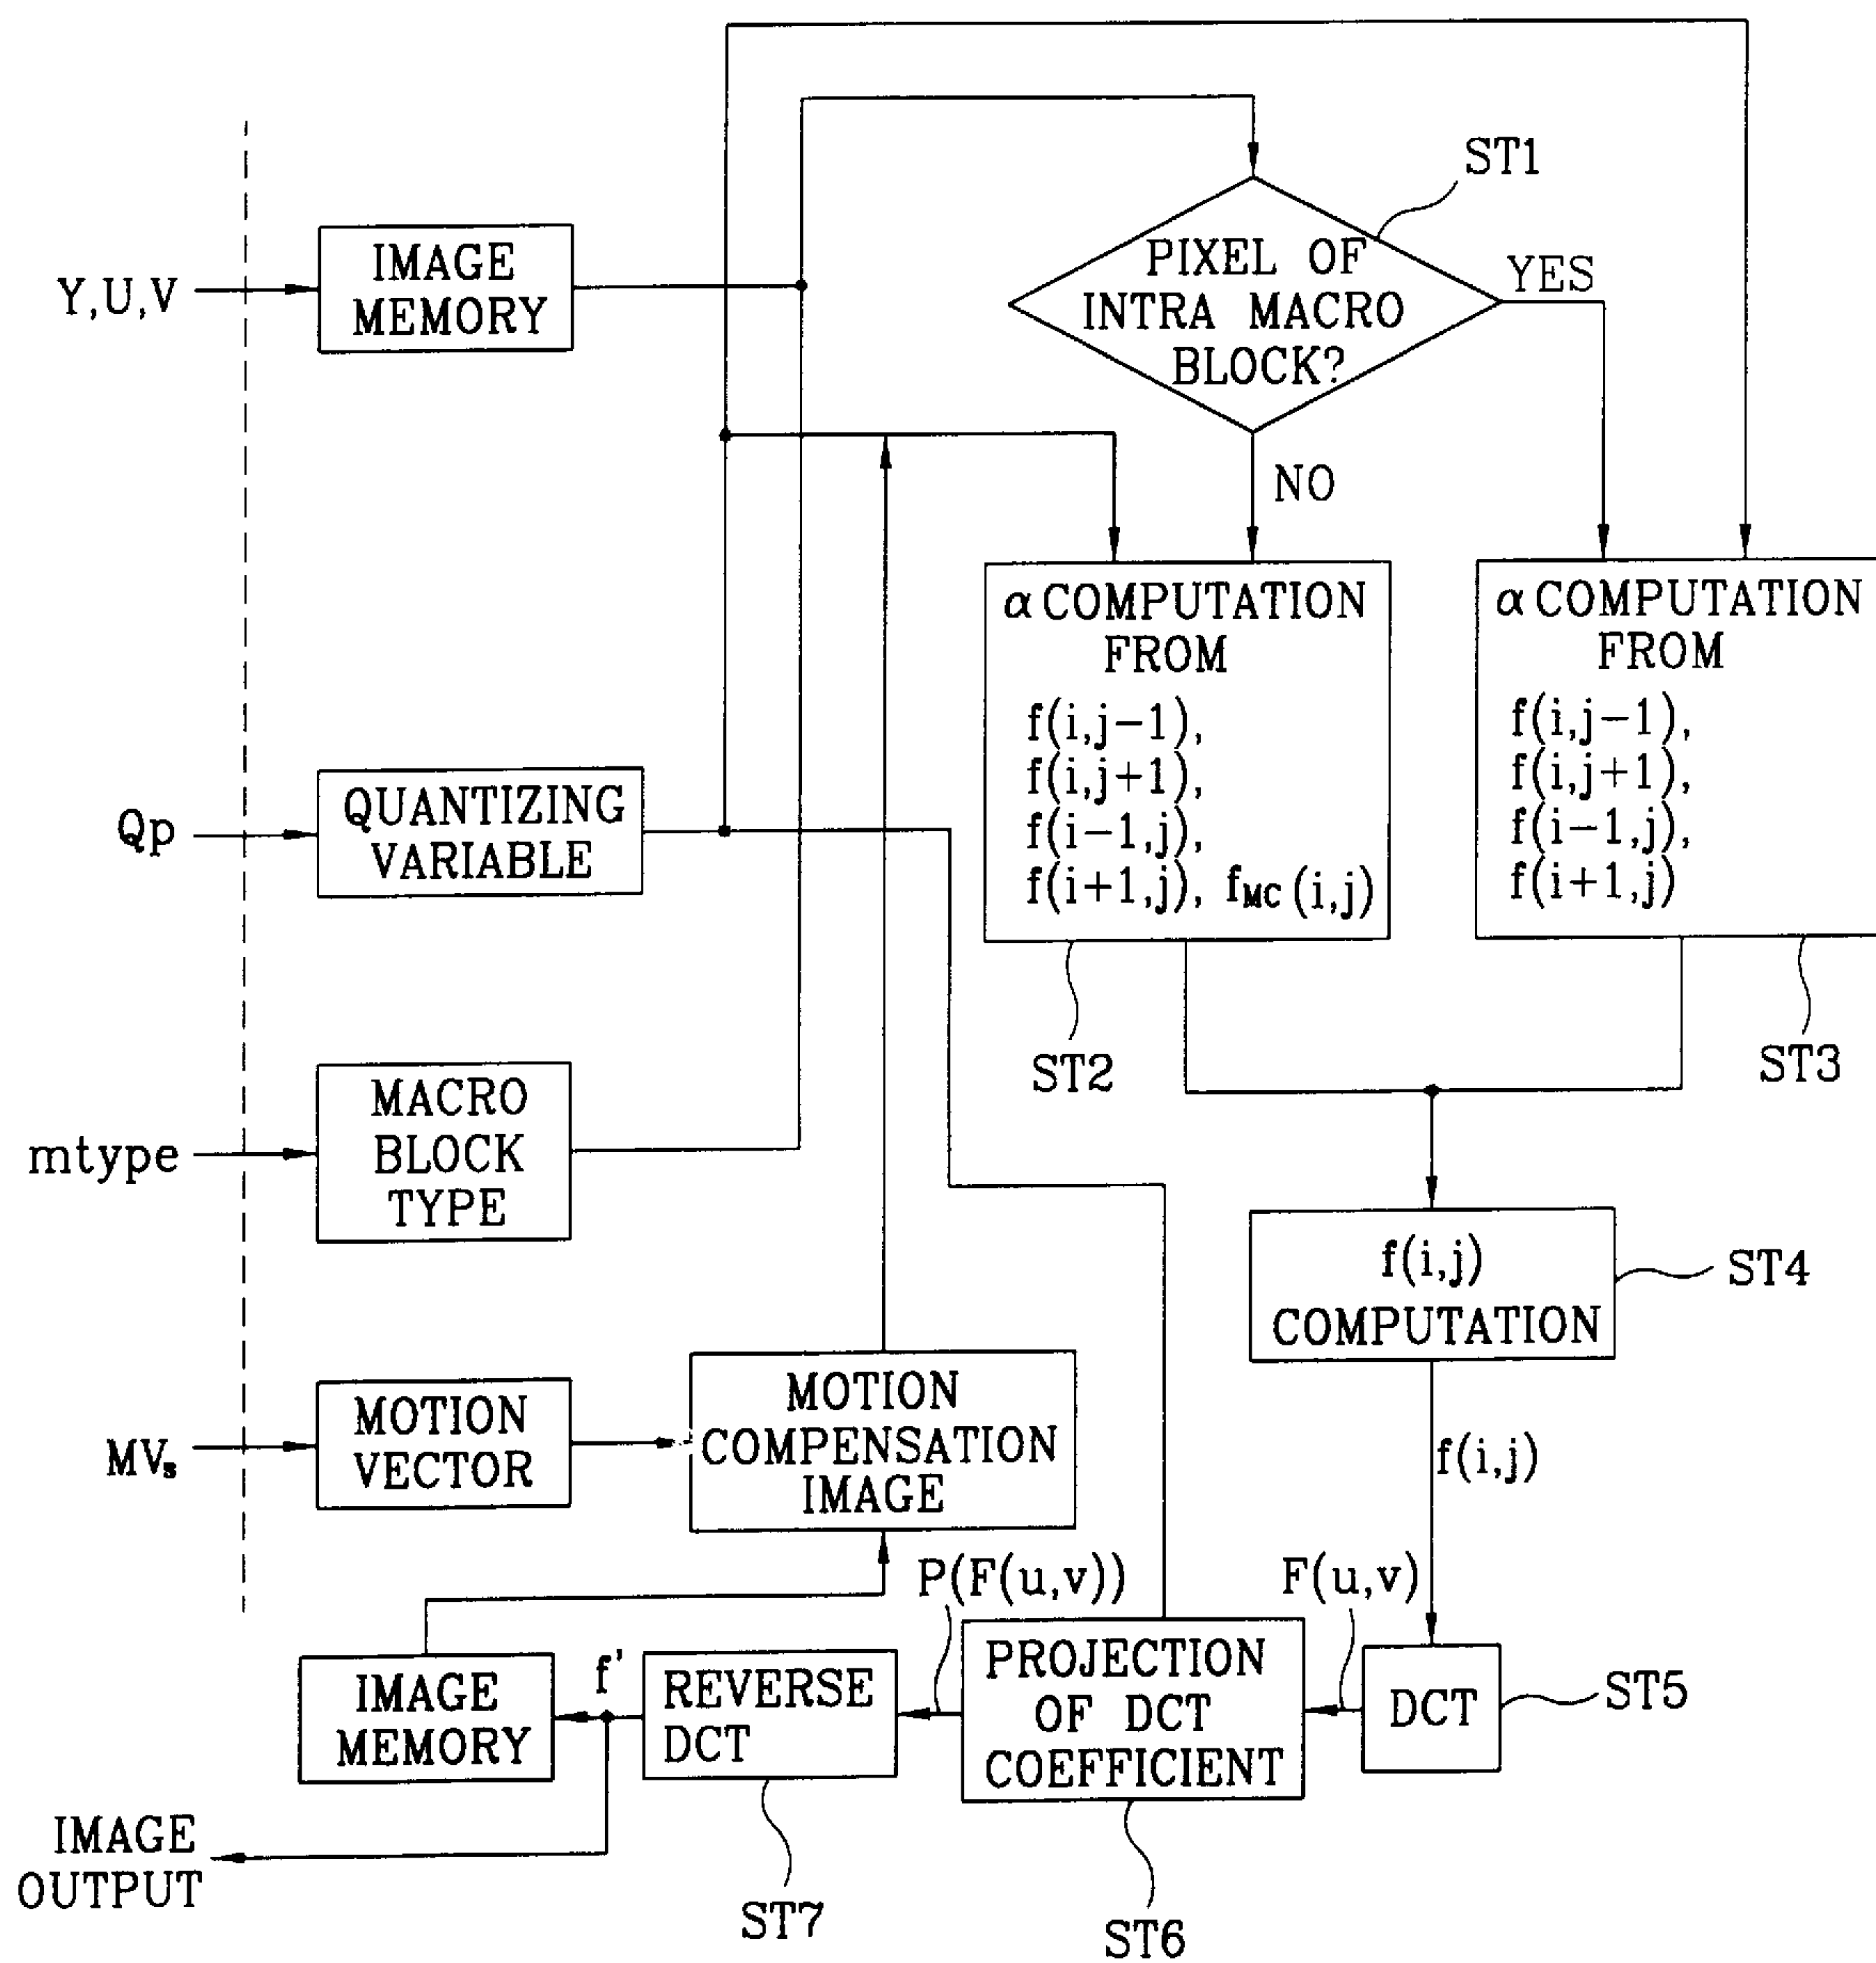 ST1
Y,U,V
IMAGE
MEMORY
PIXEL OF
INTRA MACRO
BLOCK?
YES
NO
Qp
QUANTIZING
VARIABLE
α COMPUTATION
FROM
f(i,j-1),
f(i,j+1),
f(i-1,j),
f(i+1,j), fMC(i,j)
α COMPUTATION
FROM
f(i,j-1),
f(i,j+1),
f(i-1,j),
f(i+1,j)
ST2
ST3
mtype
MACRO
BLOCK
TYPE
f(i,j)
COMPUTATION
ST4
MVs
MOTION
VECTOR
MOTION
COMPENSATION
IMAGE
f(i,j)
P(F(u,v))
F(u,v)
IMAGE
MEMORY
f'
REVERSE
DCT
PROJECTION
OF DCT
COEFFICIENT
DCT
ST5
IMAGE
OUTPUT
ST7
ST6